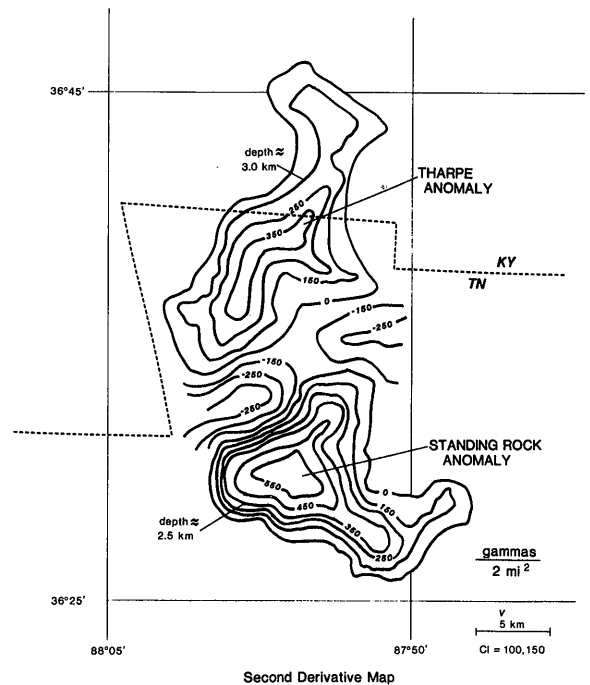 36°45'
depth ≈
3.0 km
THARPE
ANOMALY
250
350
KY
TN
150
0
-150
-250
-150
-250
-250
STANDING ROCK
ANOMALY
550
0
150
450
depth ≈
2.5 km
350
250
gammas
2 mi 2
36°25'
V
5 km
88°05'
87°50'
CI = 100,150
Second Derivative Map